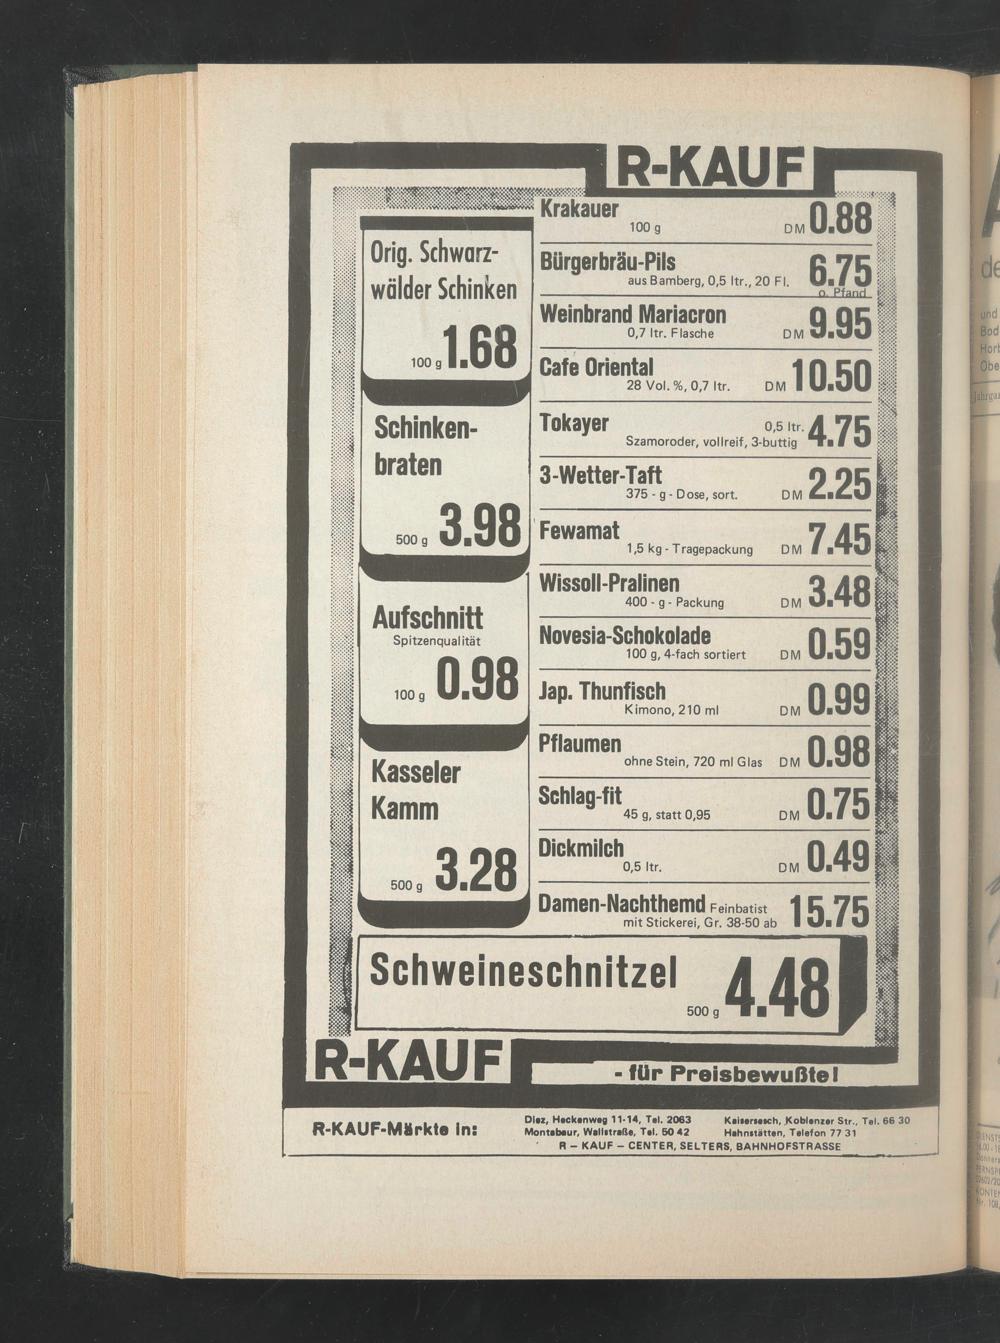 R-KAUF
Orig. Schwarz-
wälder Schinken
100 g 1.68
Schinken-
braten
500 g 3.98
Aufschnitt
Spitzenqualität
100 g 0.98
Kasseler
Kamm
500 g 3.28
Krakauer
100 g DM 0.88
Bürgerbräu-Pils
aus Bamberg, 0,5 ltr., 20 Fl. 6.75
o. Pfand
Weinbrand Mariacron
0,7 ltr. Flasche DM 9.95
Cafe Oriental
28 Vol. %, 0,7 ltr. DM 10.50
Tokayer 0,5 ltr.
Szamoroder, vollreif, 3-buttig 4.75
3-Wetter-Taft
375 - g - Dose, sort. DM 2.25
Fewamat
1,5 kg - Tragepackung DM 7.45
Wissoll-Pralinen
400 - g - Packung DM 3.48
Novesia-Schokolade
100 g, 4-fach sortiert DM 0.59
Jap. Thunfisch
Kimono, 210 ml DM 0.99
Pflaumen
ohne Stein, 720 ml Glas DM 0.98
Schlag-fit
45 g, statt 0,95 DM 0.75
Dickmilch
0,5 ltr. DM 0.49
Damen-Nachthemd Feinbatist
mit Stickerei, Gr. 38-50 ab 15.75
Schweineschnitzel
500 g 4.48
R-KAUF
- für Preisbewußte!
R-KAUF-Märkte in:
Diez, Heckenweg 11-14, Tel. 2063
Montabaur, Wallstraße, Tel. 50 42
Kaisersesch, Koblenzer Str., Tel. 66 30
Hahnstätten, Telefon 77 31
R – KAUF – CENTER, SELTERS, BAHNHOFSTRASSE